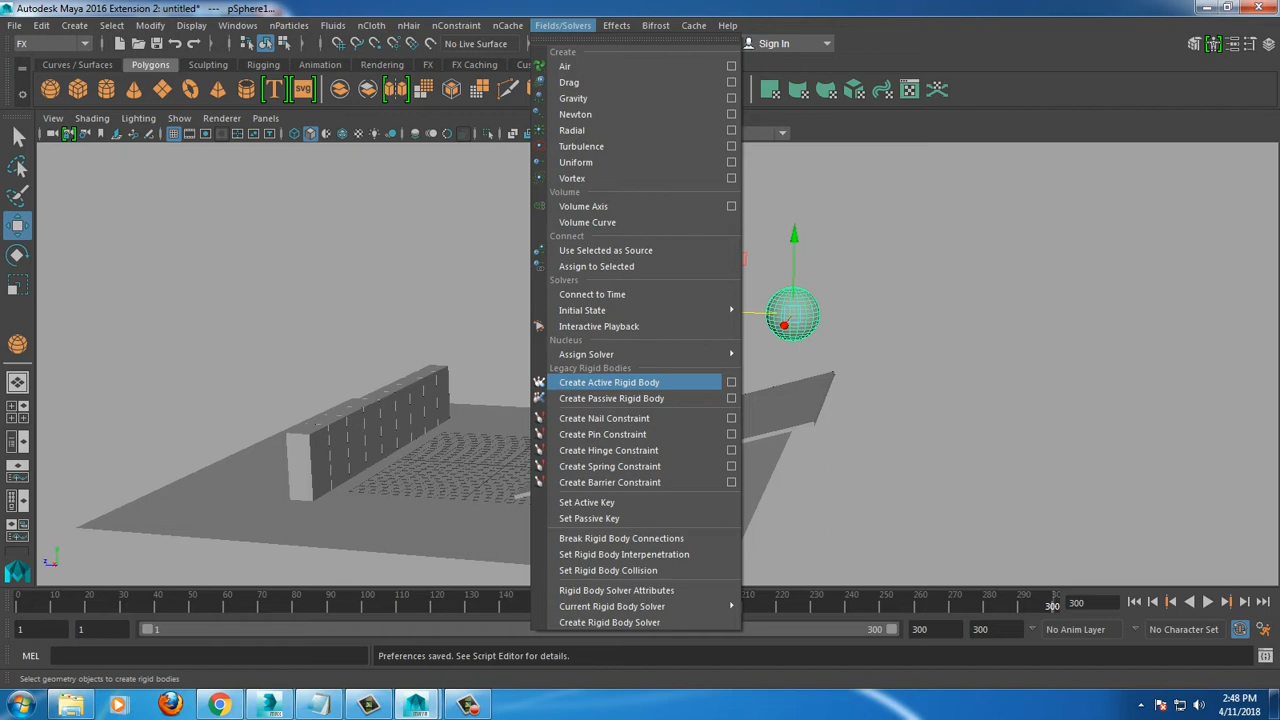 Autodesk Maya 2016 Extension 2: untitled* --- pSphere1...
File Edit Create Select Modify Display Windows nParticles Fluids nCloth nHair nConstraint nCache Fields/Solvers Effects Bifrost Cache Help
FX No Live Surface Sign In
Curves / Surfaces Polygons Sculpting Rigging Animation Rendering FX FX Caching
View Shading Lighting Show Renderer Panels
Create
Air
Drag
Gravity
Newton
Radial
Turbulence
Uniform
Vortex
Volume
Volume Axis
Volume Curve
Connect
Use Selected as Source
Assign to Selected
Solvers
Connect to Time
Initial State
Interactive Playback
Nucleus
Assign Solver
Legacy Rigid Bodies
Create Active Rigid Body
Create Passive Rigid Body
Create Nail Constraint
Create Pin Constraint
Create Hinge Constraint
Create Spring Constraint
Create Barrier Constraint
Set Active Key
Set Passive Key
Break Rigid Body Connections
Set Rigid Body Interpenetration
Set Rigid Body Collision
Rigid Body Solver Attributes
Current Rigid Body Solver
Create Rigid Body Solver
z
0 10 20 30 40 50 60 70 80 90 100 110 120 130 140 220 230 240 250 260 270 280 290
300 300
1 1 1 300 300 300 No Anim Layer No Character Set
MEL Preferences saved. See Script Editor for details.
Select geometry objects to create rigid bodies
2:48 PM
4/11/2018